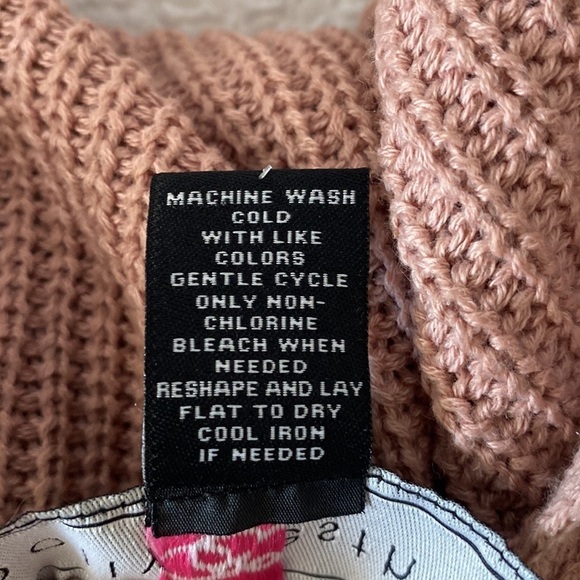 MACHINE WASH
COLD
WITH LIKE
COLORS
GENTLE CYCLE
ONLY NON-
CHLORINE
BLEACH WHEN
NEEDED
RESHAPE AND LAY
FLAT TO DRY
COOL IRON
IF NEEDED